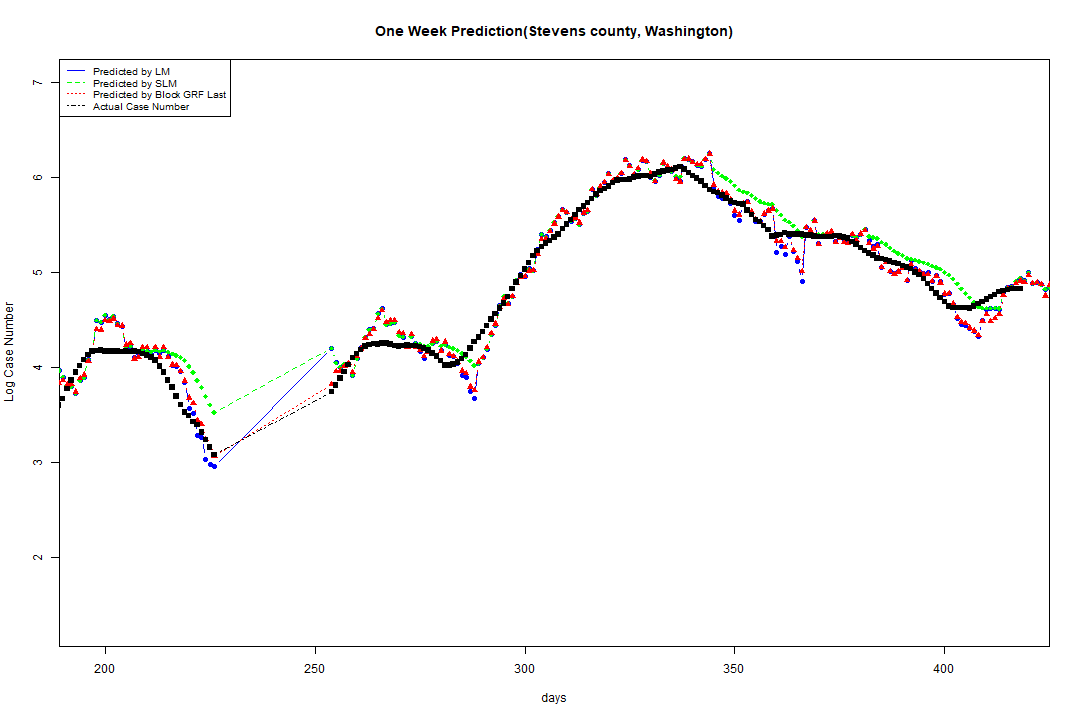 One Week Prediction(Stevens county, Washington)
Predicted by LM
Predicted by SLM
Predicted by Block GRF Last
Actual Case Number
7
6
5
4
3
2
Log Case Number
200 250 300 350 400
days